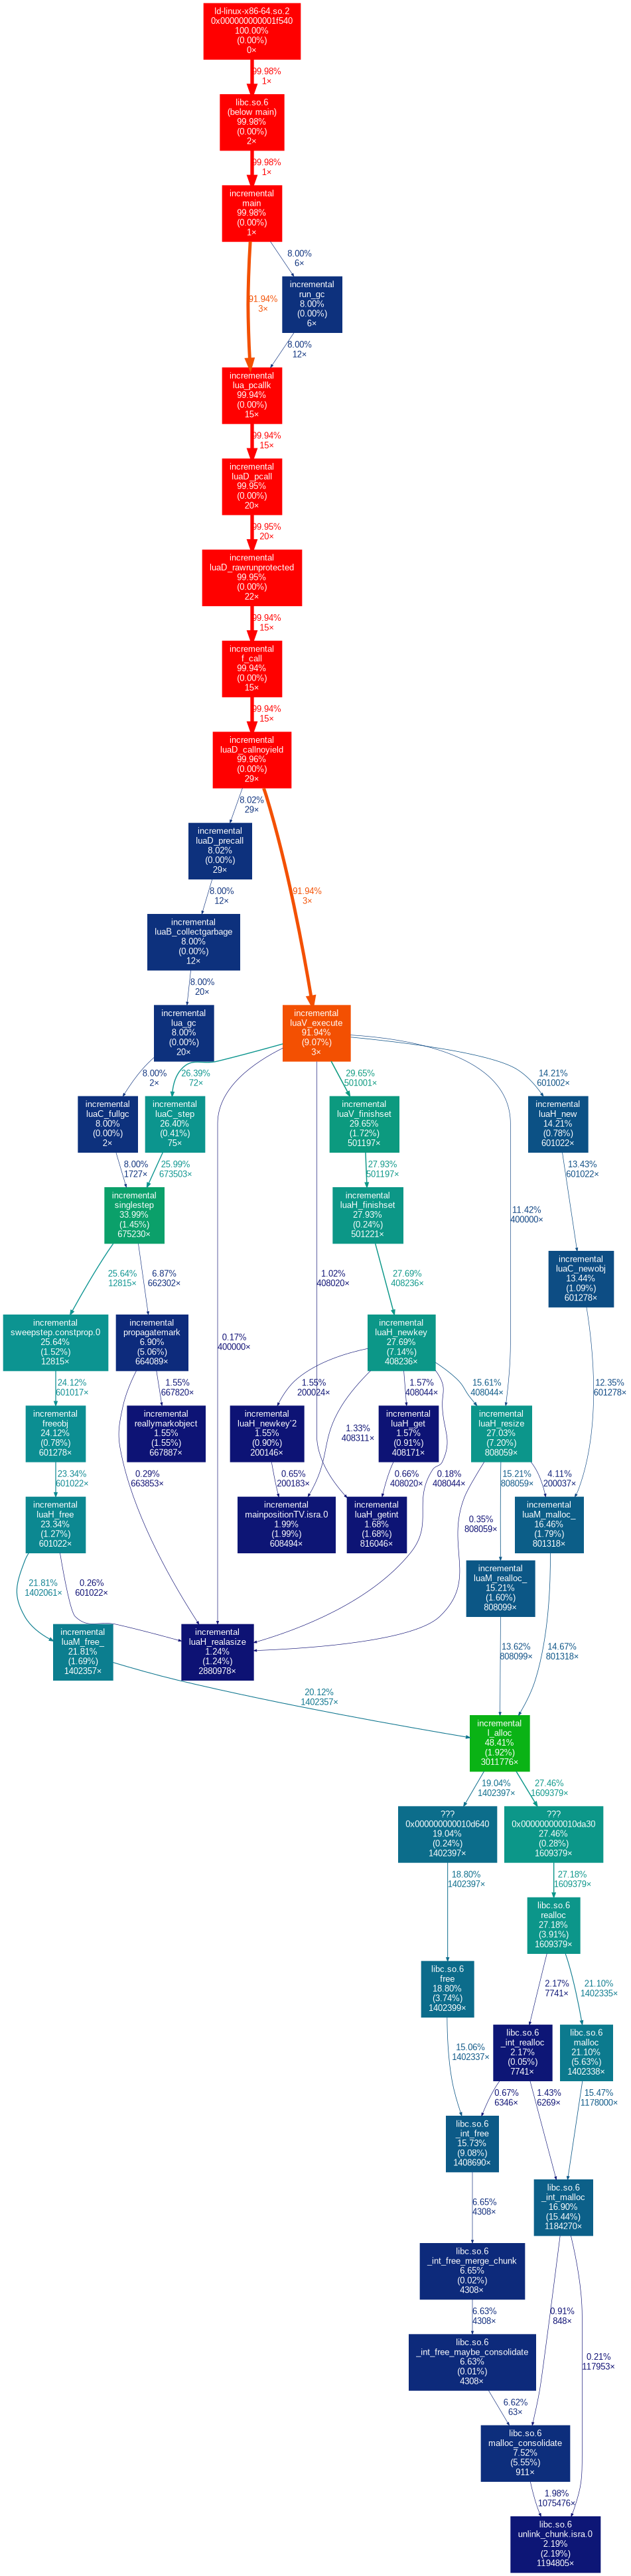 ld-linux-x86-64.so.2
0x000000000001f540
100.00%
(0.00%)
0×
99.98%
1×
libc.so.6
(below main)
99.98%
(0.00%)
2×
99.98%
1×
incremental
main
99.98%
(0.00%)
1×
8.00%
6×
incremental
run_gc
8.00%
(0.00%)
6×
91.94%
3×
8.00%
12×
incremental
lua_pcallk
99.94%
(0.00%)
15×
99.94%
15×
incremental
luaD_pcall
99.95%
(0.00%)
20×
99.95%
20×
incremental
luaD_rawrunprotected
99.95%
(0.00%)
22×
99.94%
15×
incremental
f_call
99.94%
(0.00%)
15×
99.94%
15×
incremental
luaD_callnoyield
99.96%
(0.00%)
29×
8.02%
29×
incremental
luaD_precall
8.02%
(0.00%)
29×
8.00%
12×
91.94%
3×
incremental
luaB_collectgarbage
8.00%
(0.00%)
12×
8.00%
20×
incremental
lua_gc
8.00%
(0.00%)
20×
incremental
luaV_execute
91.94%
(9.07%)
3×
8.00%
2×
26.39%
72×
29.65%
501001×
14.21%
601002×
incremental
luaC_fullgc
8.00%
(0.00%)
2×
incremental
luaC_step
26.40%
(0.41%)
75×
incremental
luaV_finishset
29.65%
(1.72%)
501197×
incremental
luaH_new
14.21%
(0.78%)
601022×
8.00%
1727×
25.99%
673503×
27.93%
501197×
13.43%
601022×
incremental
singlestep
33.99%
(1.45%)
675230×
incremental
luaH_finishset
27.93%
(0.24%)
501221×
11.42%
400000×
incremental
luaC_newobj
13.44%
(1.09%)
601278×
25.64%
12815×
6.87%
662302×
1.02%
408020×
27.69%
408236×
incremental
sweepstep.constprop.0
25.64%
(1.52%)
12815×
incremental
propagatemark
6.90%
(5.06%)
664089×
0.17%
400000×
incremental
luaH_newkey
27.69%
(7.14%)
408236×
12.35%
601278×
24.12%
601017×
1.55%
667820×
1.55%
200024×
1.33%
408311×
1.57%
408044×
15.61%
408044×
incremental
freeobj
24.12%
(0.78%)
601278×
incremental
reallymarkobject
1.55%
(1.55%)
667887×
incremental
luaH_newkey'2
1.55%
(0.90%)
200146×
incremental
luaH_get
1.57%
(0.91%)
408171×
incremental
luaH_resize
27.03%
(7.20%)
808059×
23.34%
601022×
0.29%
663853×
0.65%
200183×
0.66%
408020×
0.18%
408044×
15.21%
808059×
4.11%
200037×
incremental
luaH_free
23.34%
(1.27%)
601022×
incremental
mainpositionTV.isra.0
1.99%
(1.99%)
608494×
incremental
luaH_getint
1.68%
(1.68%)
816046×
0.35%
808059×
incremental
luaM_malloc_
16.46%
(1.79%)
801318×
21.81%
1402061×
0.26%
601022×
incremental
luaM_realloc_
15.21%
(1.60%)
808099×
incremental
luaM_free_
21.81%
(1.69%)
1402357×
incremental
luaH_realasize
1.24%
(1.24%)
2880978×
13.62%
808099×
14.67%
801318×
20.12%
1402357×
incremental
l_alloc
48.41%
(1.92%)
3011776×
19.04%
1402397×
27.46%
1609379×
???
0x000000000010d640
19.04%
(0.24%)
1402397×
???
0x000000000010da30
27.46%
(0.28%)
1609379×
18.80%
1402397×
27.18%
1609379×
libc.so.6
realloc
27.18%
(3.91%)
1609379×
libc.so.6
free
18.80%
(3.74%)
1402399×
2.17%
7741×
21.10%
1402335×
15.06%
1402337×
libc.so.6
_int_realloc
2.17%
(0.05%)
7741×
libc.so.6
malloc
21.10%
(5.63%)
1402338×
0.67%
6346×
1.43%
6269×
15.47%
1178000×
libc.so.6
_int_free
15.73%
(9.08%)
1408690×
libc.so.6
_int_malloc
16.90%
(15.44%)
1184270×
6.65%
4308×
libc.so.6
_int_free_merge_chunk
6.65%
(0.02%)
4308×
6.63%
4308×
0.91%
848×
0.21%
117953×
libc.so.6
_int_free_maybe_consolidate
6.63%
(0.01%)
4308×
6.62%
63×
libc.so.6
malloc_consolidate
7.52%
(5.55%)
911×
1.98%
1075476×
libc.so.6
unlink_chunk.isra.0
2.19%
(2.19%)
1194805×